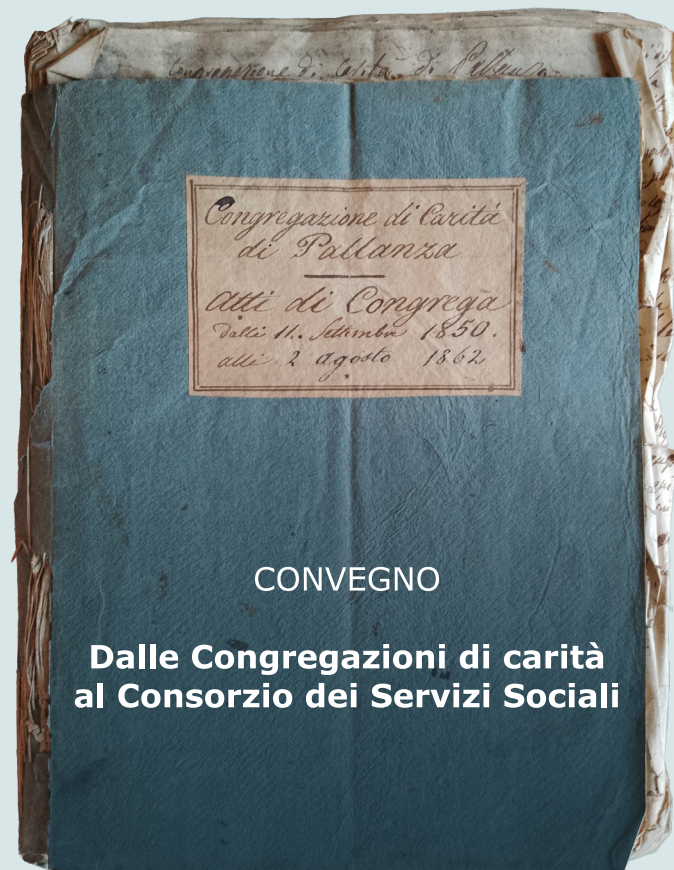 Congregazione di Carità di Pallanza
Congregazione di Carità
di Pallanza
Atti di Congrega
dalli 11. Settembre 1850.
alli 2 agosto 1862
CONVEGNO
Dalle Congregazioni di carità
al Consorzio dei Servizi Sociali